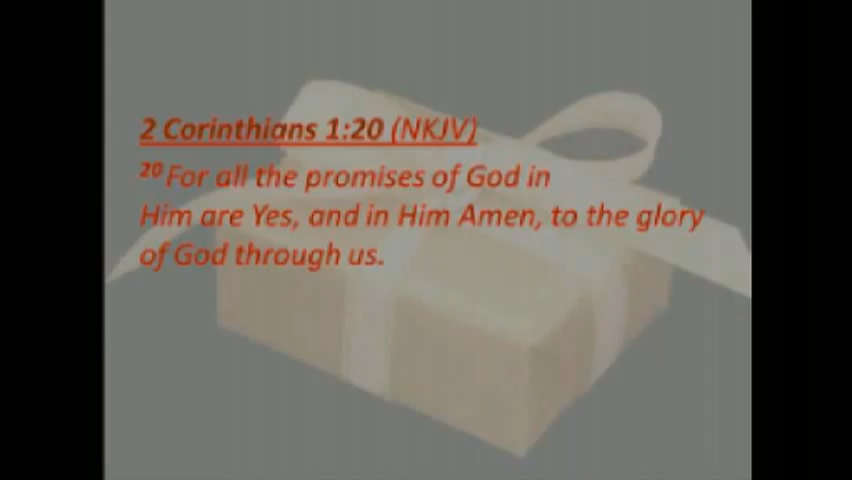 2 Corinthians 1:20 (NKJV)
20 For all the promises of God in
Him are Yes, and in Him Amen, to the glory
of God through us.